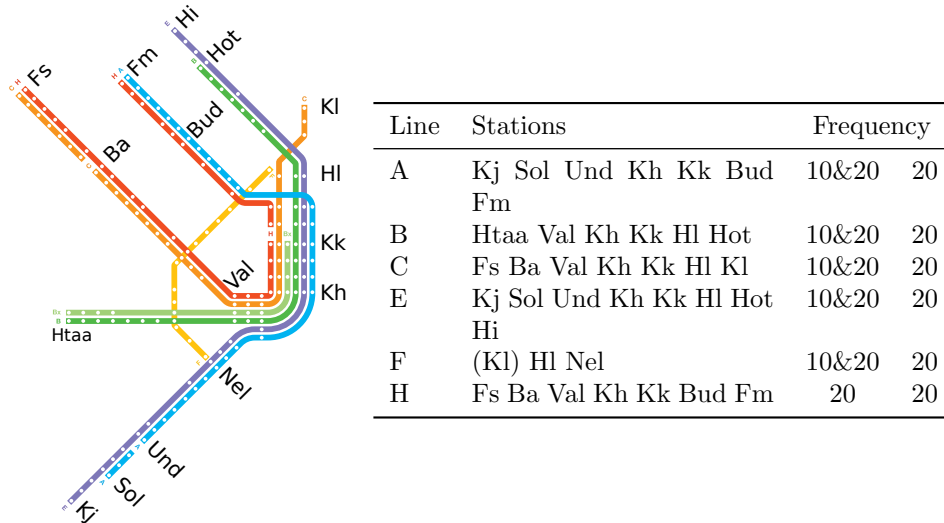 Hi
E
Hot
B
Fm
H A
Fs
C H
Bud
Ba
C
Kl
C
Hl
Kk
H
Bx
Kh
Val
Bx
B
Htaa
F
Nel
A
Und
A
Sol
E
Kj
Line Stations Frequency
A Kj Sol Und Kh Kk Bud 10&20 20
Fm
B Htaa Val Kh Kk Hl Hot 10&20 20
C Fs Ba Val Kh Kk Hl Kl 10&20 20
E Kj Sol Und Kh Kk Hl Hot 10&20 20
Hi
F (Kl) Hl Nel 10&20 20
H Fs Ba Val Kh Kk Bud Fm 20 20